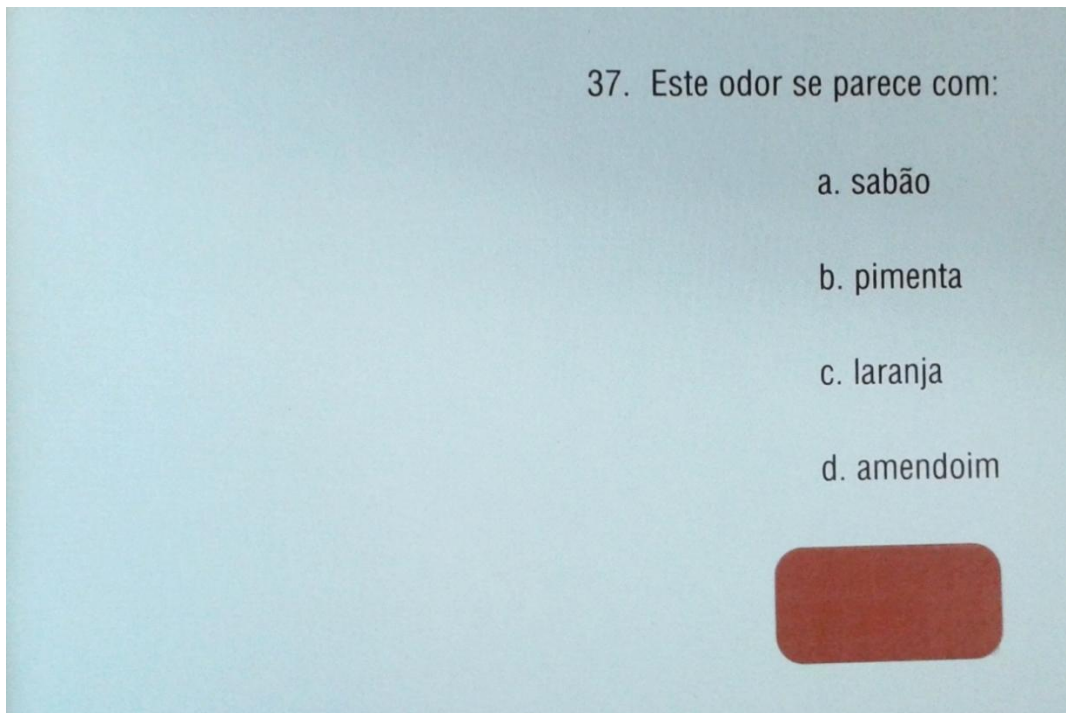 37. Este odor se parece com:
a. sabão
b. pimenta
c. laranja
d. amendoim